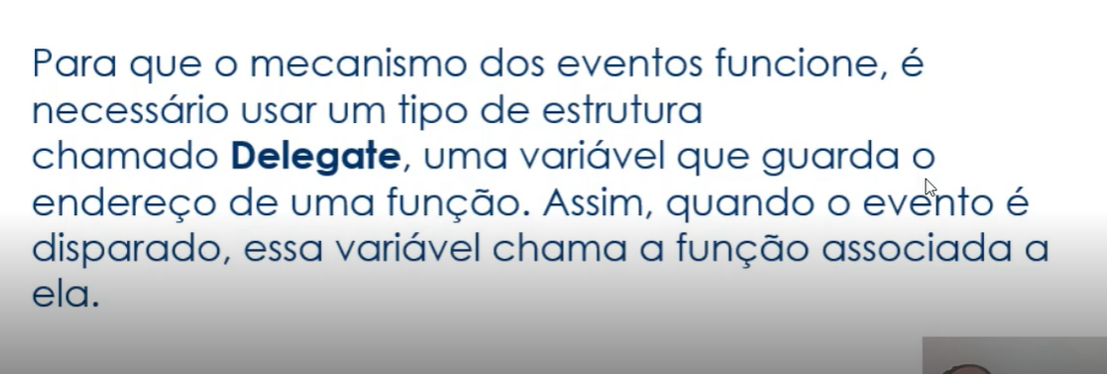 Para que o mecanismo dos eventos funcione, é
necessário usar um tipo de estrutura
chamado Delegate, uma variável que guarda o
endereço de uma função. Assim, quando o evento é
disparado, essa variável chama a função associada a
ela.